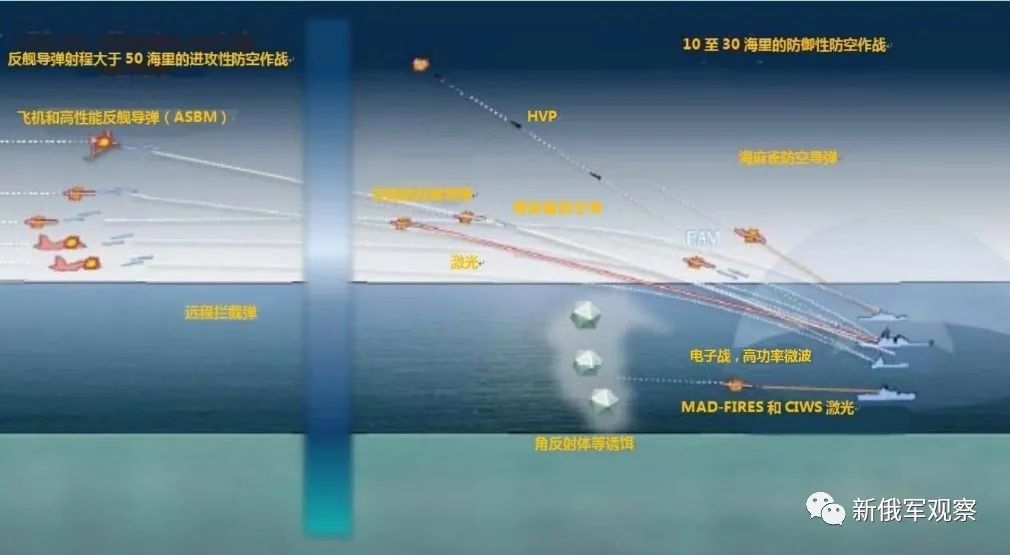 反舰导弹射程大于 50 海里的进攻性防空作战
10 至 30 海里的防御性防空作战
飞机和高性能反舰导弹（ASBM）
HVP
海麻雀防空导弹
RAM
激光
远程拦截弹
电子战，高功率微波
MAD-FIRES 和 CIWS 激光
角反射体等诱饵
新俄军观察